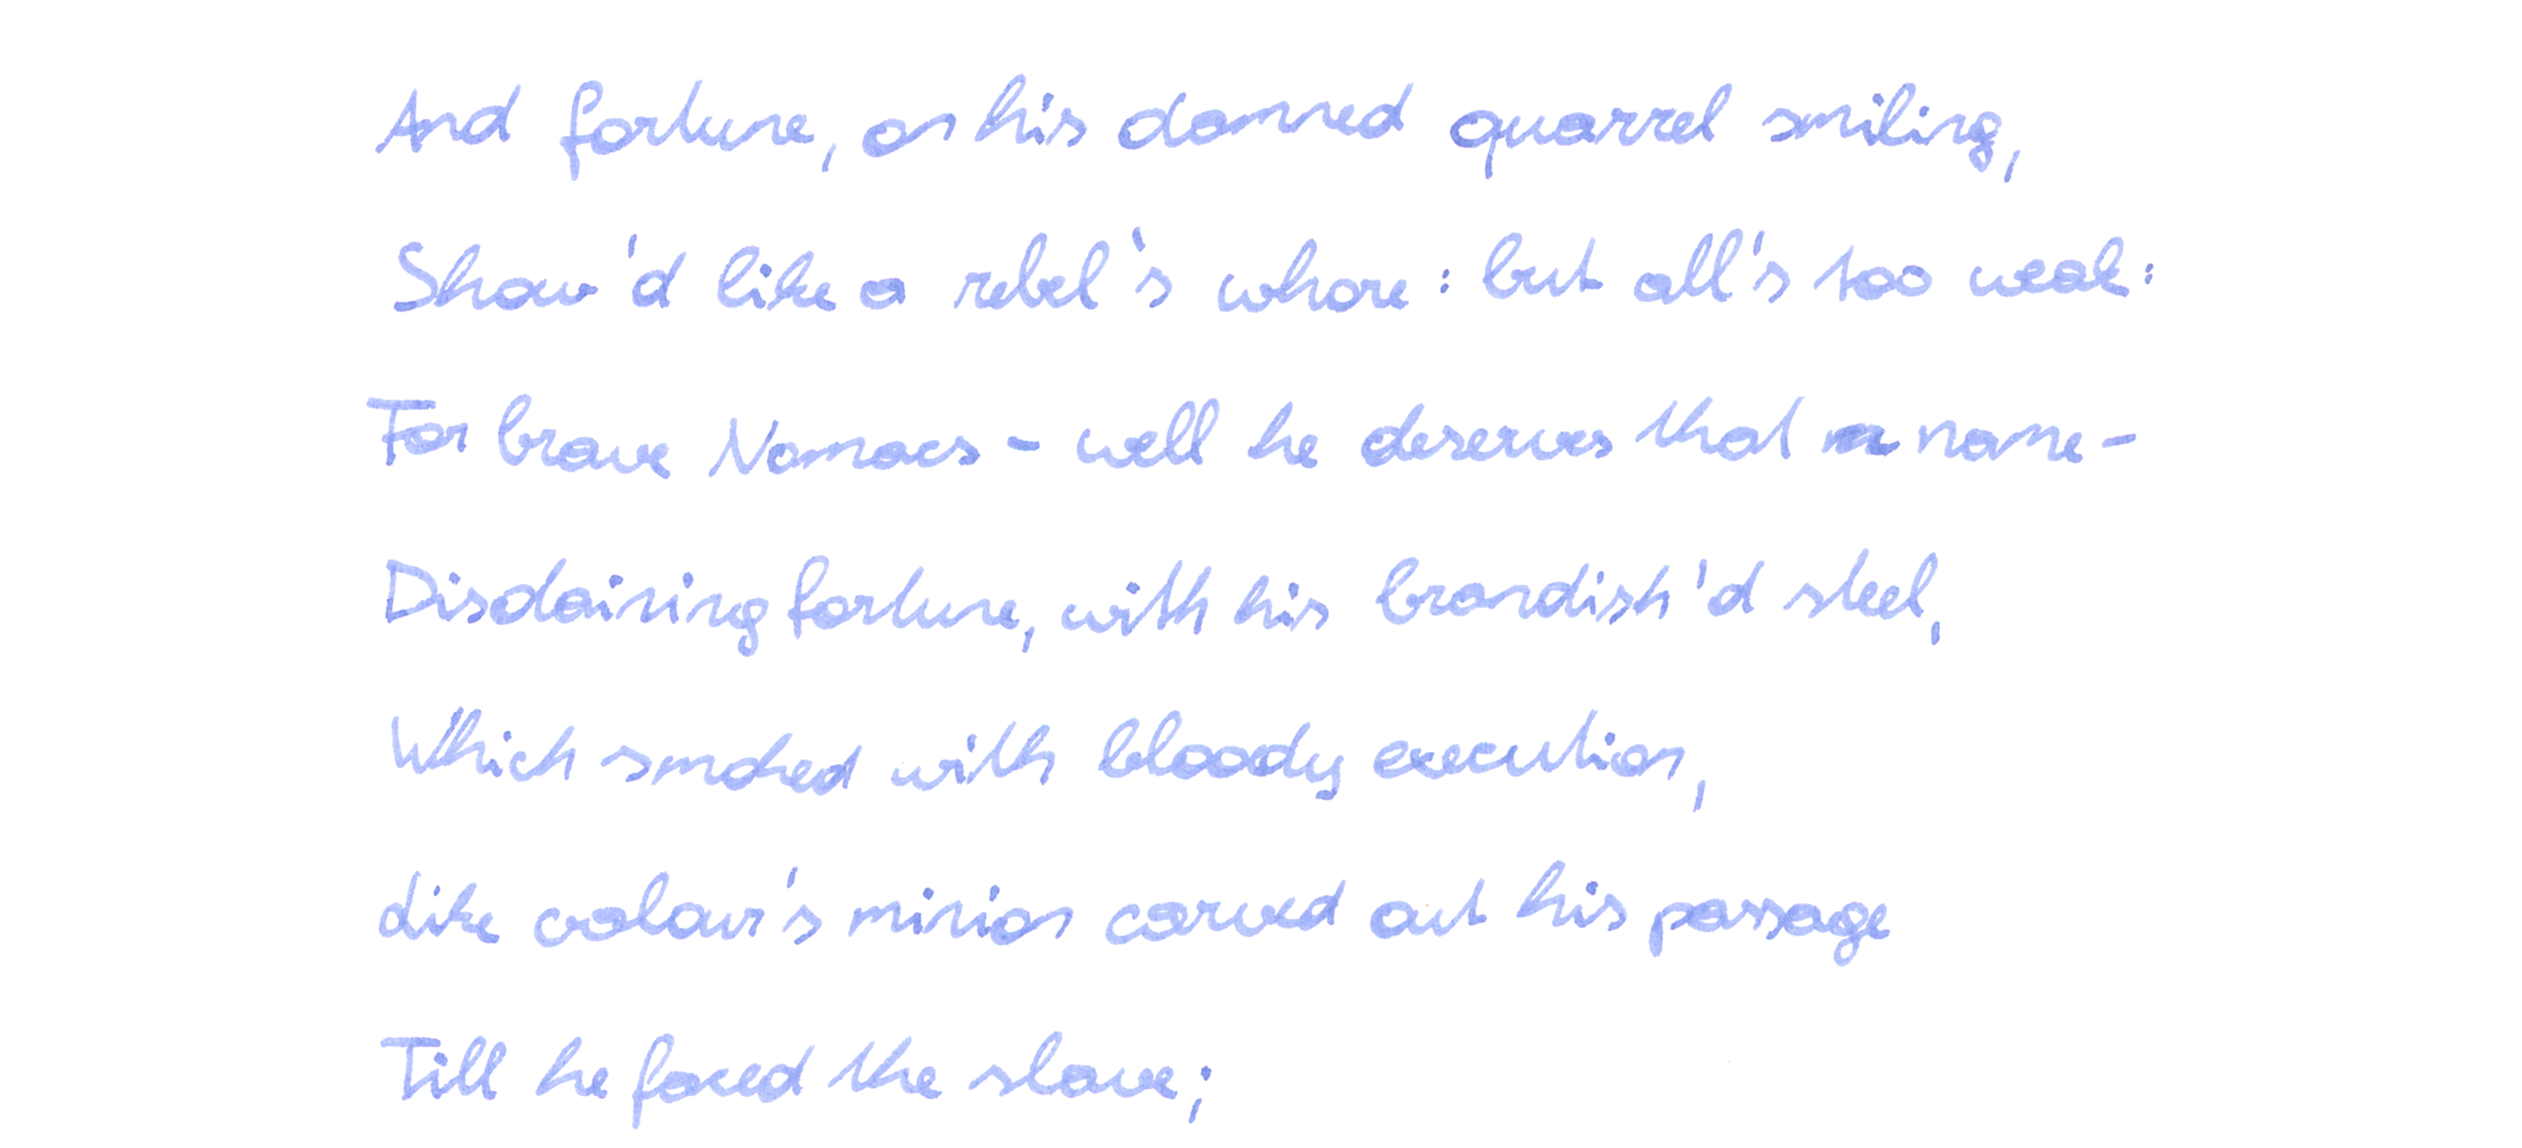 And fortune, on his damned quarrel smiling,
Show'd like a rebel's whore: but all's too weak:
For brave Namaes - well he deserves that name -
Disdaining fortune, with his brandish'd steel,
Which smoked with bloody execution,
Like valour's minion carved out his passage
Till he faced the slave;